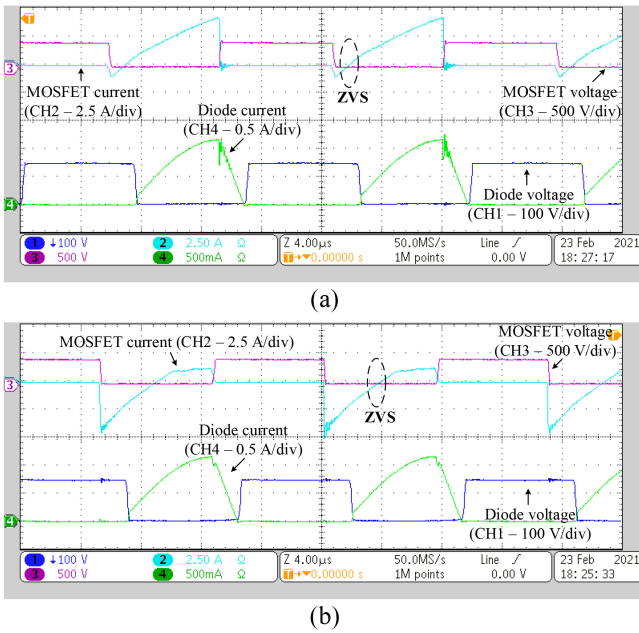 T
3
MOSFET current
(CH2 – 2.5 A/div)
ZVS
MOSFET voltage
(CH3 – 500 V/div)
Diode current
(CH4 – 0.5 A/div)
Diode voltage
(CH1 – 100 V/div)
4
1 ↓100 V 2 2.50 A Ω Z 4.00µs 50.0MS/s Line ∫ 23 Feb 2021
3 500 V 4 500mA Ω T→▼0.00000 s 1M points 0.00 V 18:27:17
(a)
T
MOSFET current (CH2 – 2.5 A/div)
MOSFET voltage
(CH3 – 500 V/div)
3
ZVS
Diode current
(CH4 – 0.5 A/div)
Diode voltage
(CH1 – 100 V/div)
4
1 ↓100 V 2 2.50 A Ω Z 4.00µs 50.0MS/s Line ∫ 23 Feb 2021
3 500 V 4 500mA Ω T→▼0.00000 s 1M points 0.00 V 18:25:33
(b)